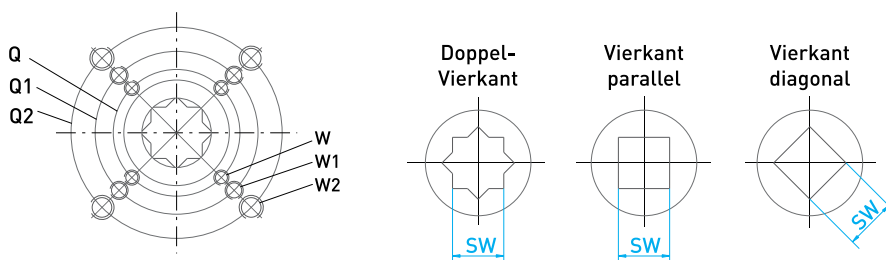 Q
Q1
Q2
W
W1
W2
Doppel-
Vierkant
SW
Vierkant
parallel
SW
Vierkant
diagonal
SW